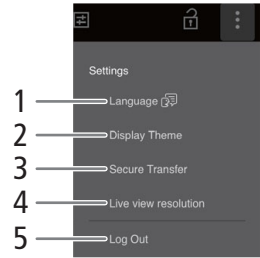 Settings
1 Language
2 Display Theme
3 Secure Transfer
4 Live view resolution
5 Log Out